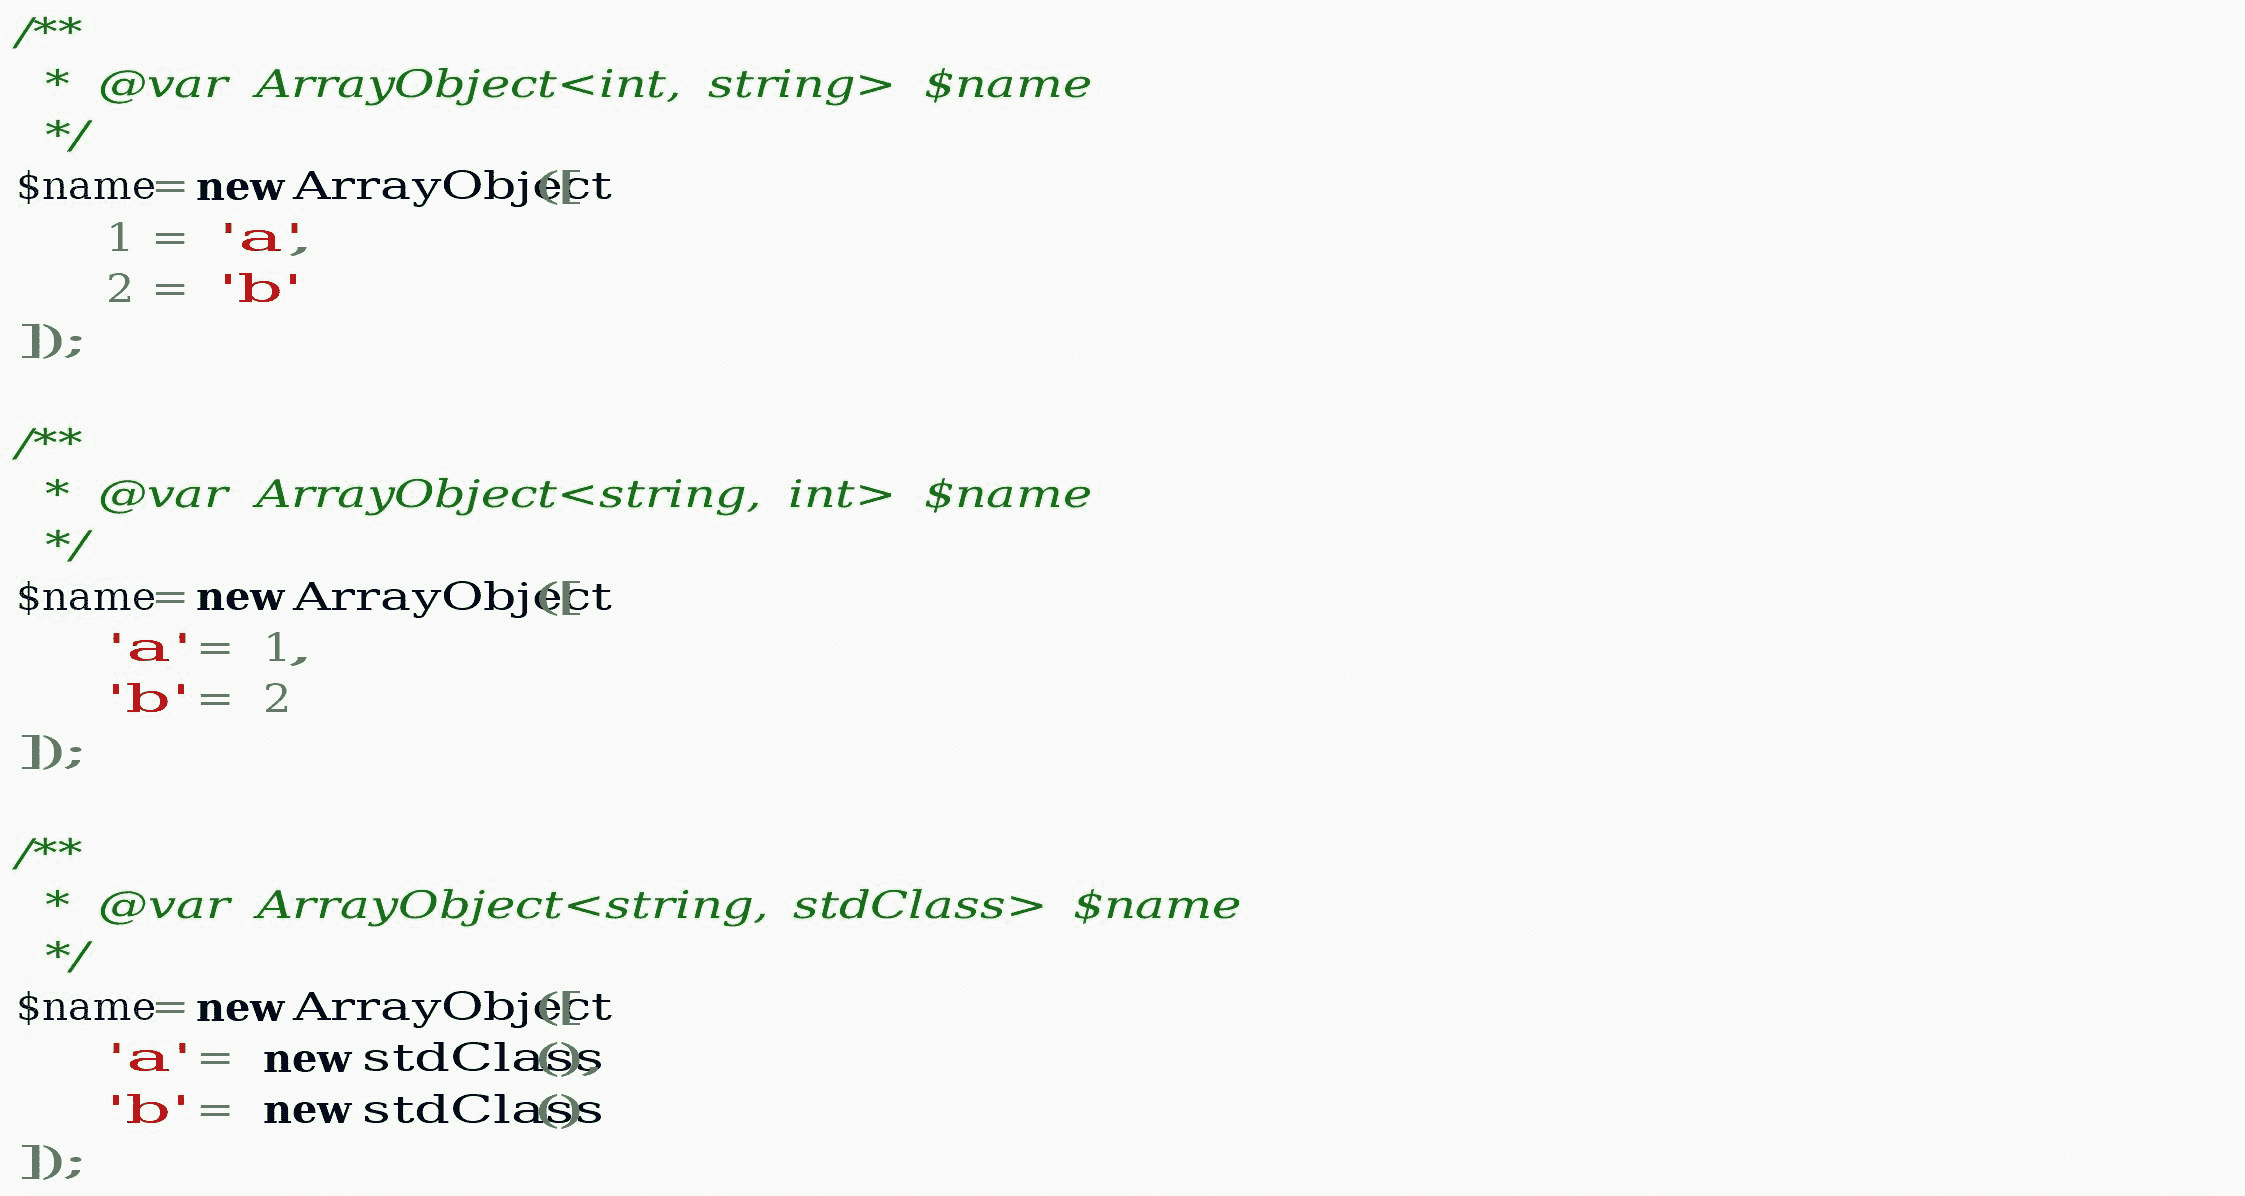 /**
 * @var ArrayObject<int, string> $name
 */
$name = new ArrayObject([
    1 = 'a',
    2 = 'b'
]);

/**
 * @var ArrayObject<string, int> $name
 */
$name = new ArrayObject([
    'a' = 1,
    'b' = 2
]);

/**
 * @var ArrayObject<string, stdClass> $name
 */
$name = new ArrayObject([
    'a' = new stdClass(),
    'b' = new stdClass()
]);